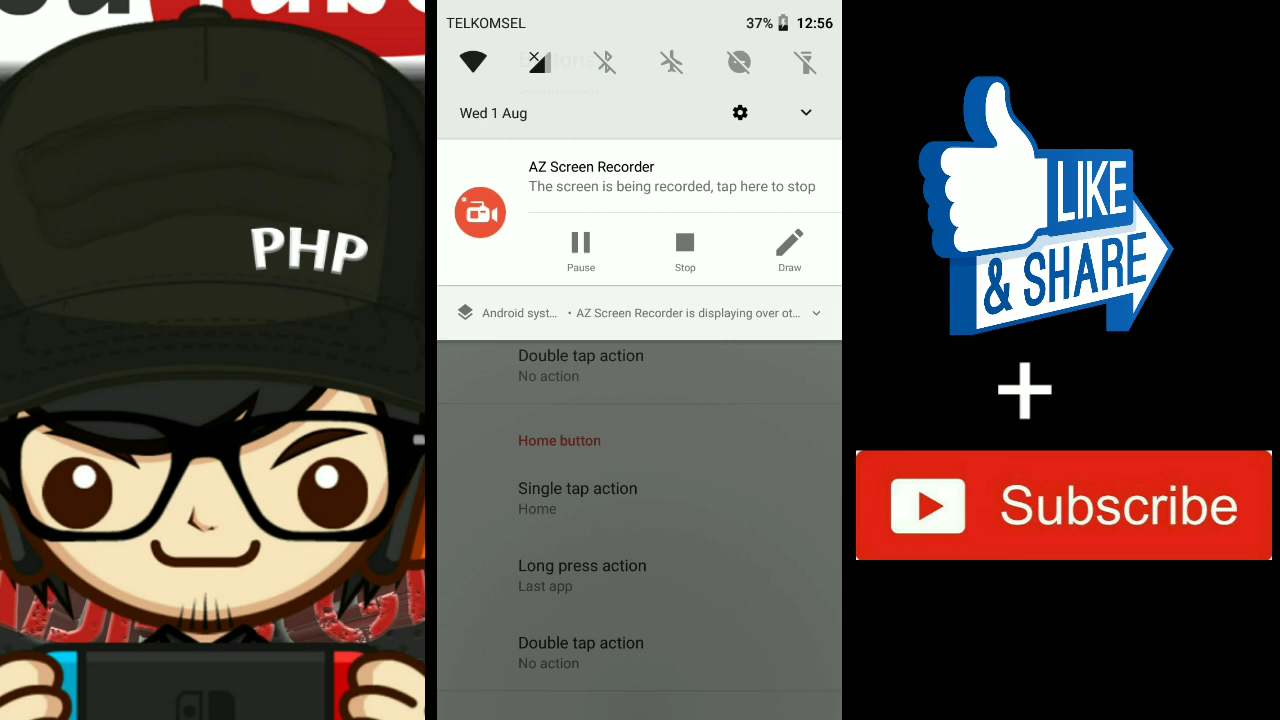 YouTube
PHP
TELKOMSEL
37%
12:56
Wed 1 Aug
AZ Screen Recorder
The screen is being recorded, tap here to stop
Pause
Stop
Draw
Android syst…
• AZ Screen Recorder is displaying over ot…
Double tap action
No action
Home button
Single tap action
Home
Long press action
Last app
Double tap action
No action
LIKE
& SHARE
+
Subscribe